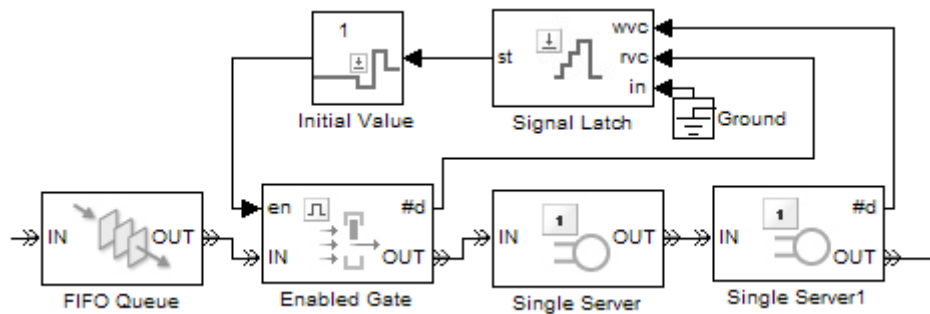 1
Initial Value
st
wvc
rvc
in
Signal Latch
Ground
IN
OUT
FIFO Queue
en
IN
#d
OUT
Enabled Gate
IN
1
OUT
Single Server
IN
1
#d
OUT
Single Server1